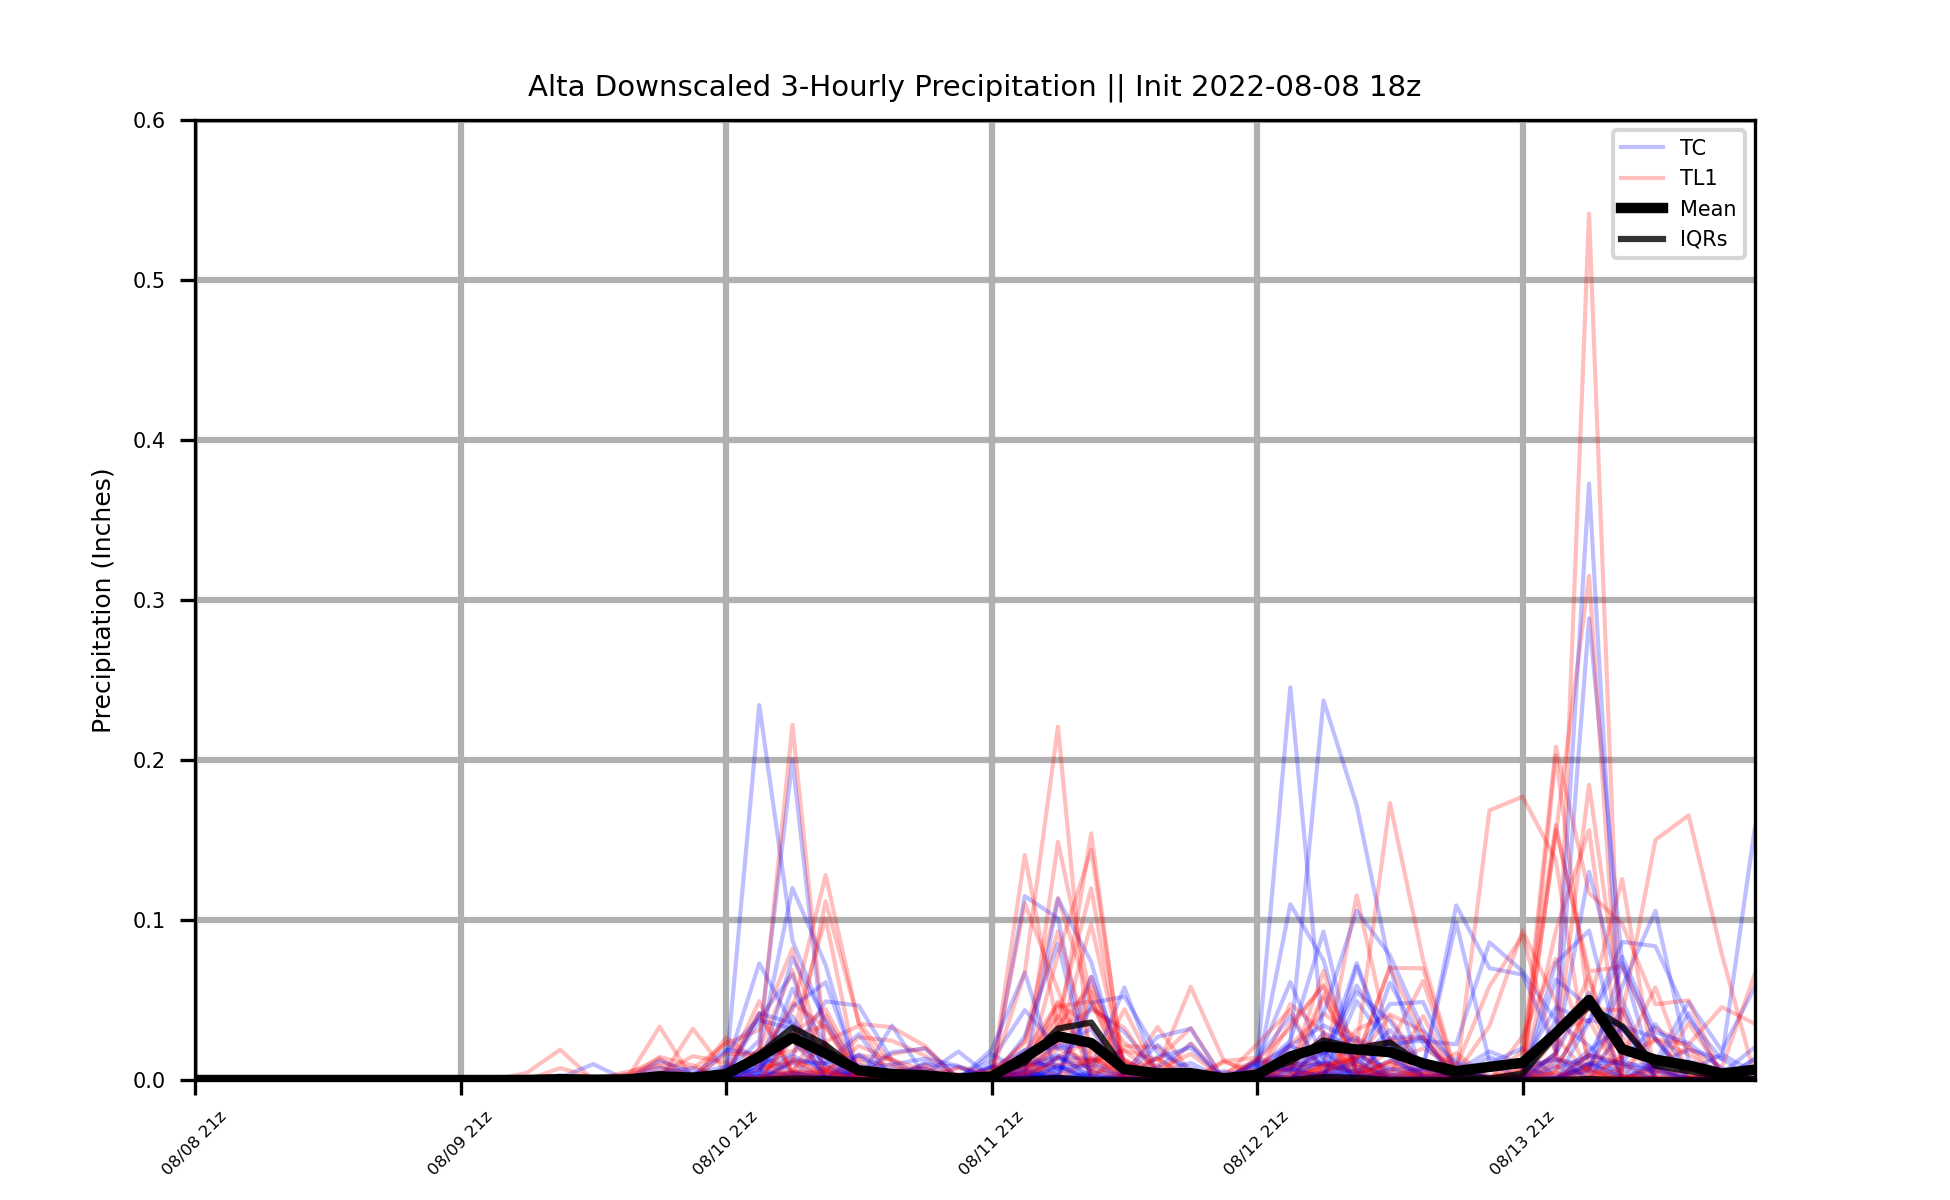 Alta Downscaled 3-Hourly Precipitation || Init 2022-08-08 18z
TC
TL1
Mean
IQRs
Precipitation (Inches)
0.6
0.5
0.4
0.3
0.2
0.1
0.0
08/08 21z
08/09 21z
08/10 21z
08/11 21z
08/12 21z
08/13 21z